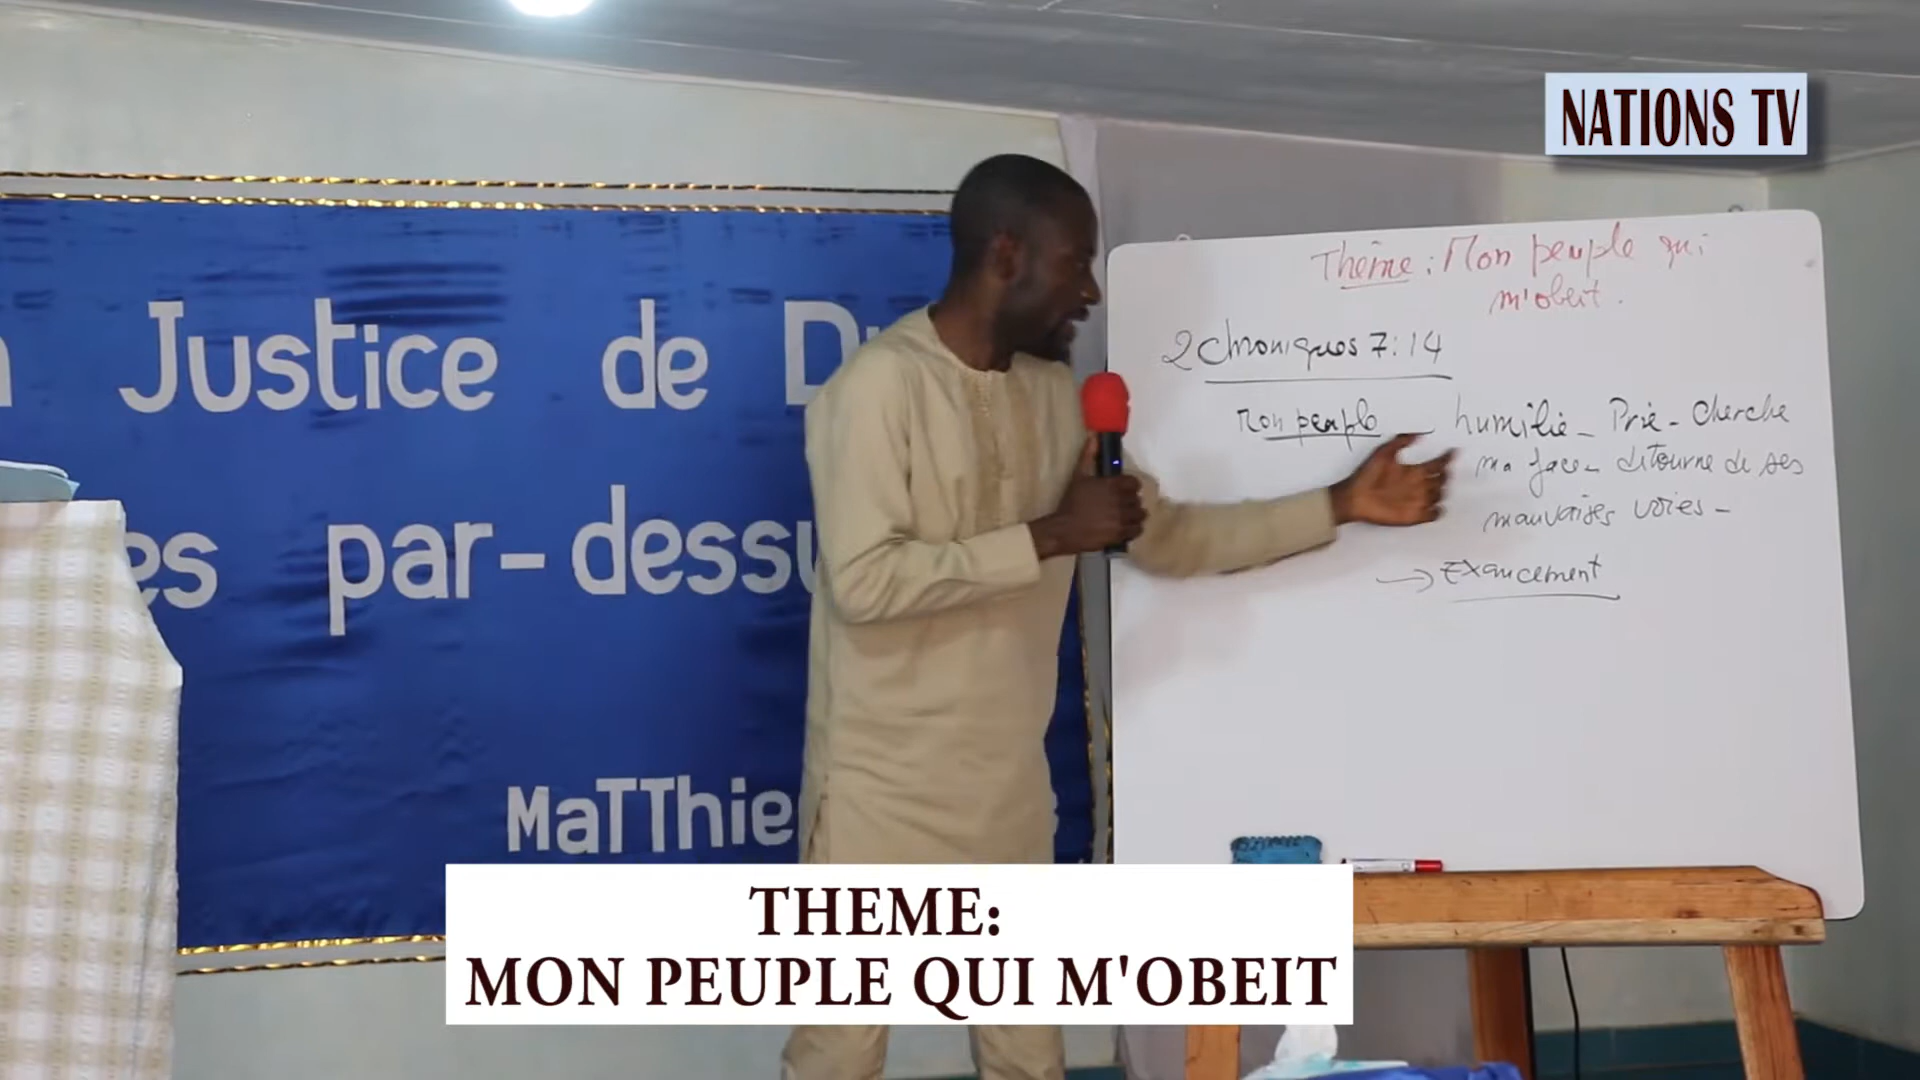 NATIONS TV
Thème: Mon peuple qui
m'obeit.
2 Chroniques 7:14
Mon peuple — humilie - Prie - Cherche
ma face - détourne de ses
mauvaises voies -
→ Exaucement
Justice de
es par-dessu
MaTThie
THEME:
MON PEUPLE QUI M'OBEIT